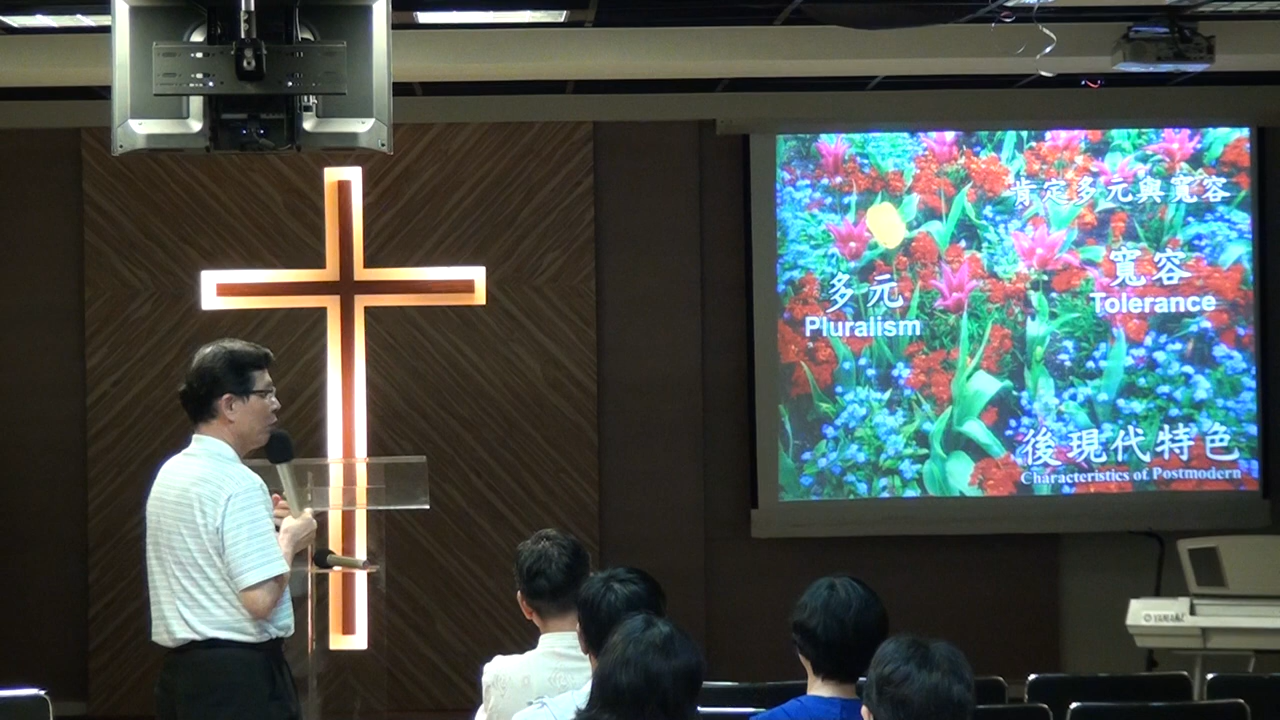 肯定多元與寬容
多元
Pluralism
寬容
Tolerance
後現代特色
Characteristics of Postmodern
YAMAHA